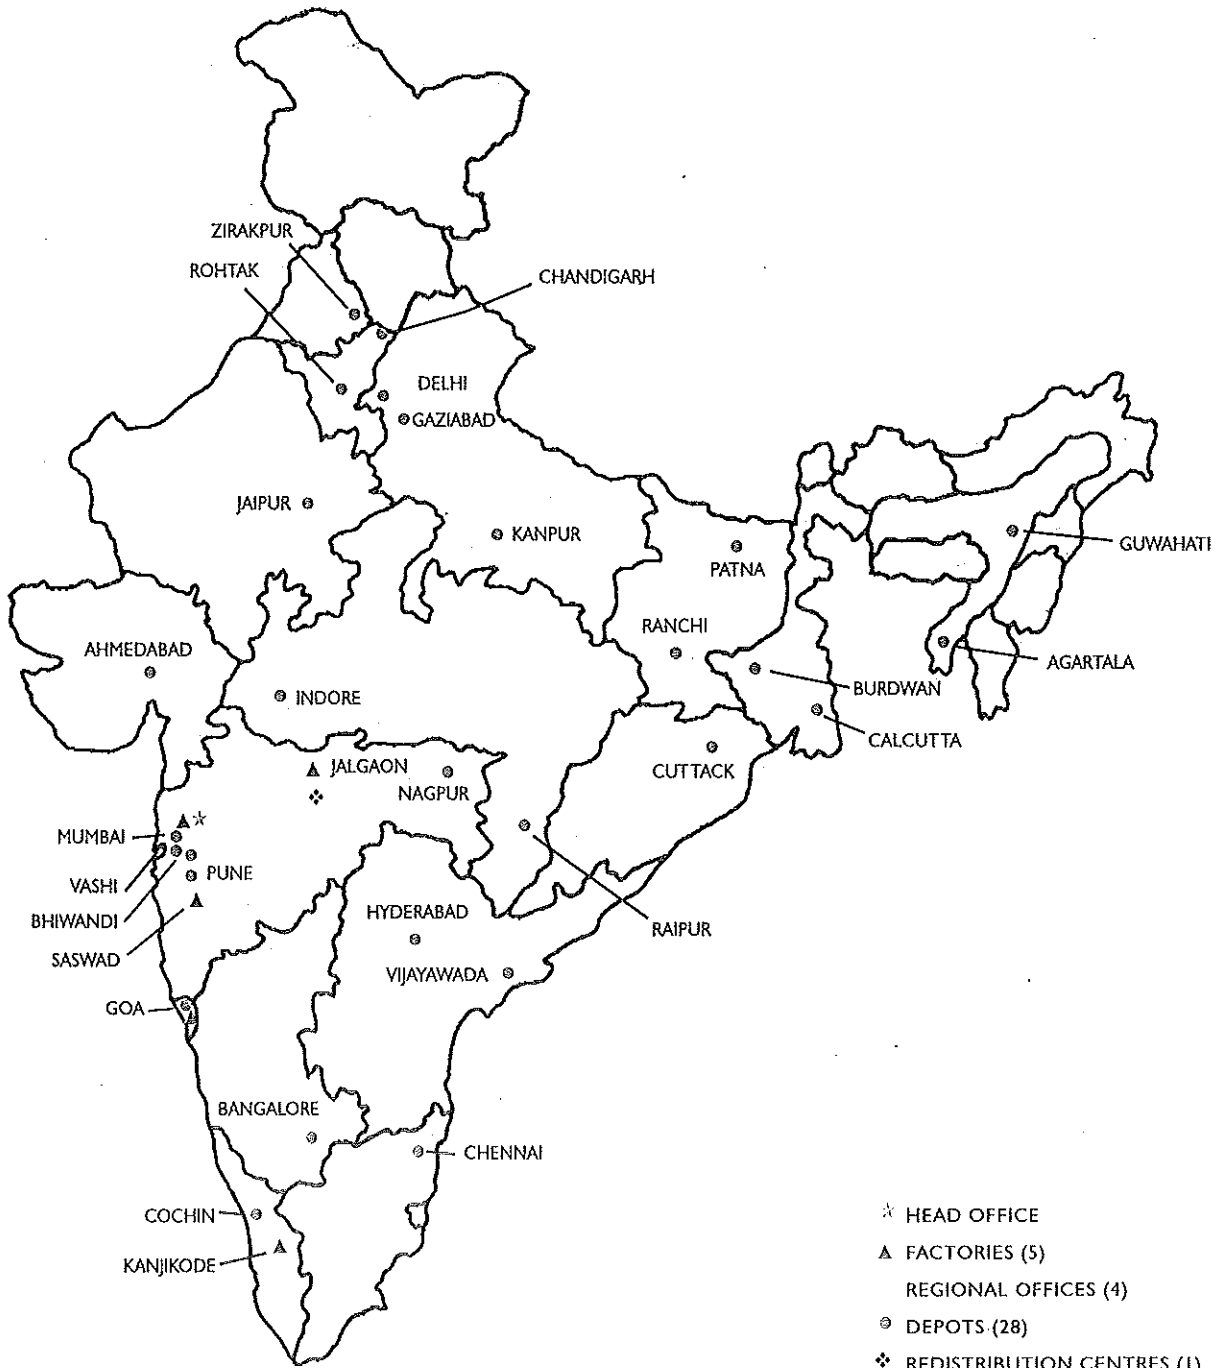 ZIRAKPUR
ROHTAK
CHANDIGARH
DELHI
GAZIABAD
JAIPUR
KANPUR
GUWAHATI
PATNA
RANCHI
AHMEDABAD
AGARTALA
BURDWAN
INDORE
CALCUTTA
JALGAON
CUTTACK
NAGPUR
MUMBAI
PUNE
VASHI
BHIWANDI
HYDERABAD
RAIPUR
SASWAD
VIJAYAWADA
GOA
BANGALORE
CHENNAI
COCHIN
KANJIKODE
HEAD OFFICE
FACTORIES (5)
REGIONAL OFFICES (4)
DEPOTS (28)
REDISTRIBUTION CENTRES (1)